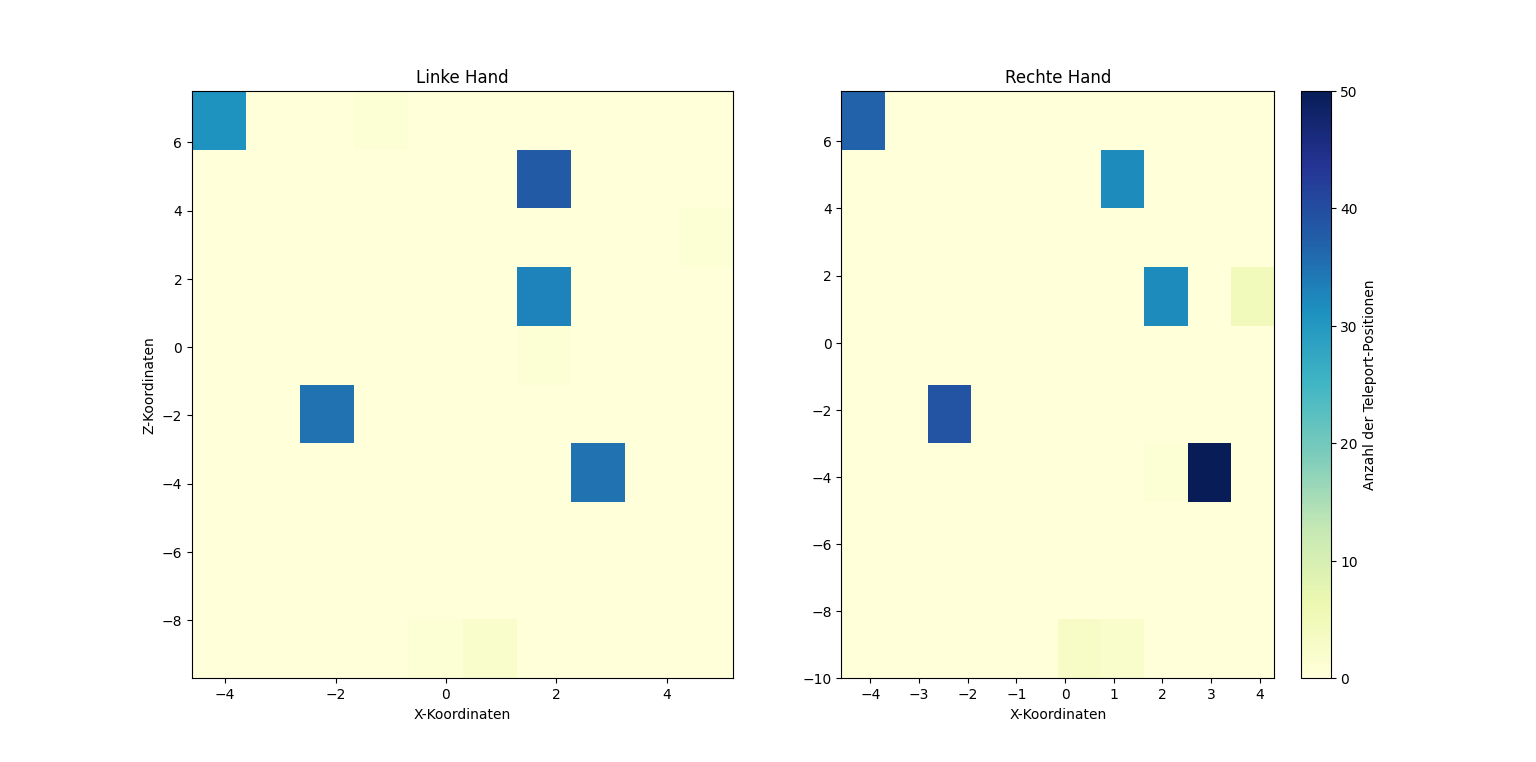 Linke Hand
6
4
2
0
−2
−4
−6
−8
Z-Koordinaten
−4 −2 0 2 4
X-Koordinaten
Rechte Hand
6
4
2
0
−2
−4
−6
−8
−10
−4 −3 −2 −1 0 1 2 3 4
X-Koordinaten
50
40
30
20
10
0
Anzahl der Teleport-Positionen